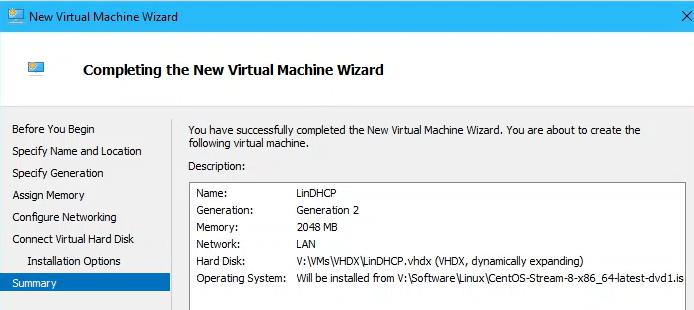 New Virtual Machine Wizard
Completing the New Virtual Machine Wizard
Before You Begin
Specify Name and Location
Specify Generation
Assign Memory
Configure Networking
Connect Virtual Hard Disk
Installation Options
Summary
You have successfully completed the New Virtual Machine Wizard. You are about to create the
following virtual machine.
Description:
Name: LinDHCP
Generation: Generation 2
Memory: 2048 MB
Network: LAN
Hard Disk: V:\VMs\VHDX\LinDHCP.vhdx (VHDX, dynamically expanding)
Operating System: Will be installed from V:\Software\Linux\CentOS-Stream-8-x86_64-latest-dvd1.is